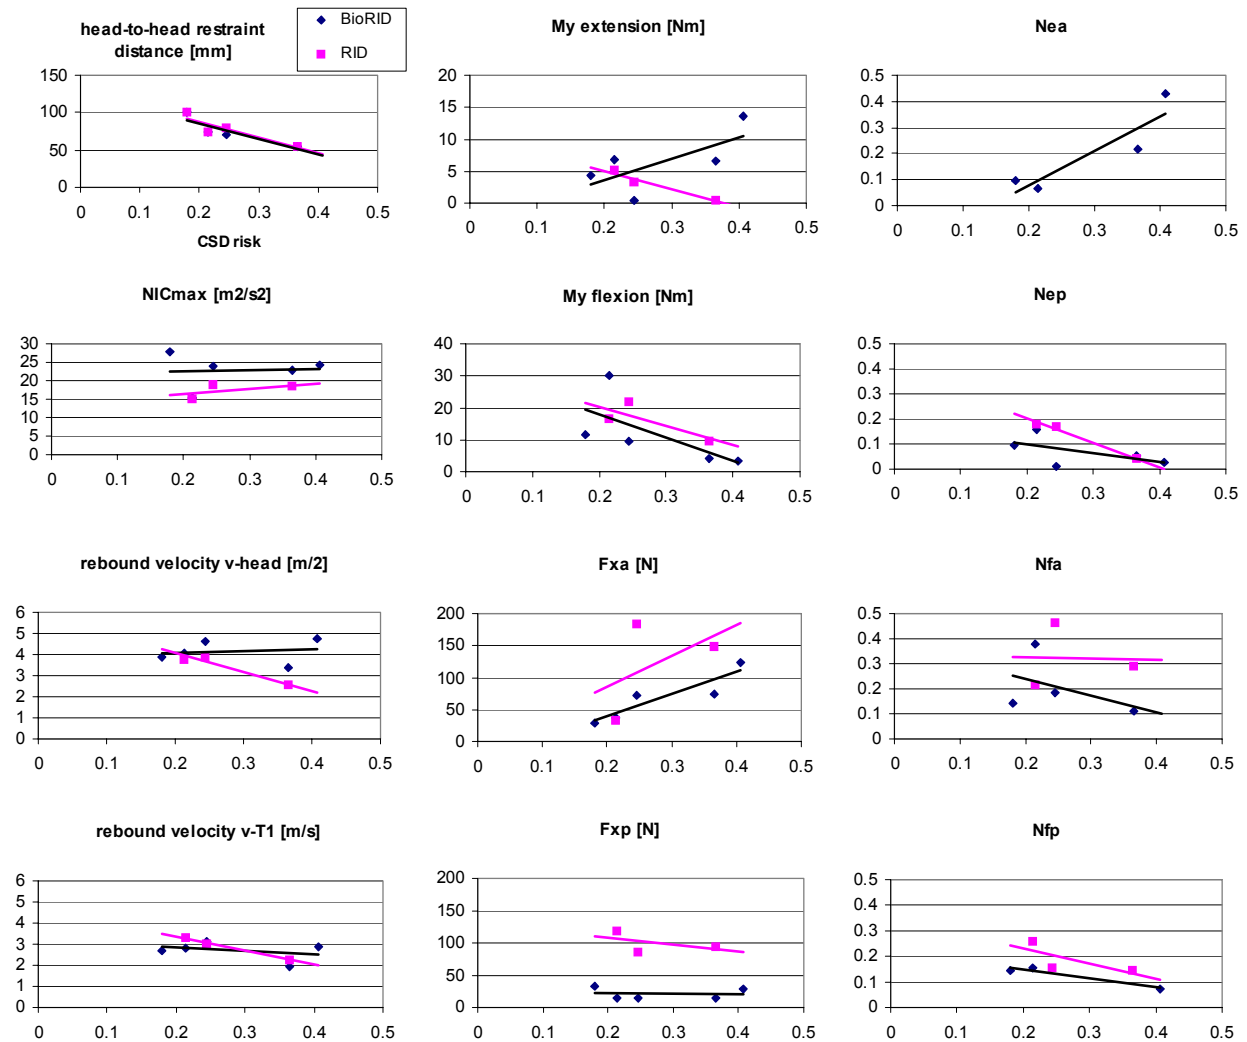 head-to-head restraint
distance [mm]
BioRID
RID
150
100
50
0
0 0.1 0.2 0.3 0.4 0.5
CSD risk
My extension [Nm]
20
15
10
5
0
0 0.1 0.2 0.3 0.4 0.5
Nea
0.5
0.4
0.3
0.2
0.1
0
0 0.1 0.2 0.3 0.4 0.5
NICmax [m2/s2]
30
25
20
15
10
5
0
0 0.1 0.2 0.3 0.4 0.5
My flexion [Nm]
40
30
20
10
0
0 0.1 0.2 0.3 0.4 0.5
Nep
0.5
0.4
0.3
0.2
0.1
0
0 0.1 0.2 0.3 0.4 0.5
rebound velocity v-head [m/2]
6
5
4
3
2
1
0
0 0.1 0.2 0.3 0.4 0.5
Fxa [N]
200
150
100
50
0
0 0.1 0.2 0.3 0.4 0.5
Nfa
0.5
0.4
0.3
0.2
0.1
0
0 0.1 0.2 0.3 0.4 0.5
rebound velocity v-T1 [m/s]
6
5
4
3
2
1
0
0 0.1 0.2 0.3 0.4 0.5
Fxp [N]
200
150
100
50
0
0 0.1 0.2 0.3 0.4 0.5
Nfp
0.5
0.4
0.3
0.2
0.1
0
0 0.1 0.2 0.3 0.4 0.5